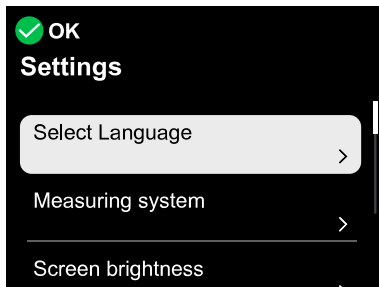 OK
Settings
Select Language
Measuring system
Screen brightness